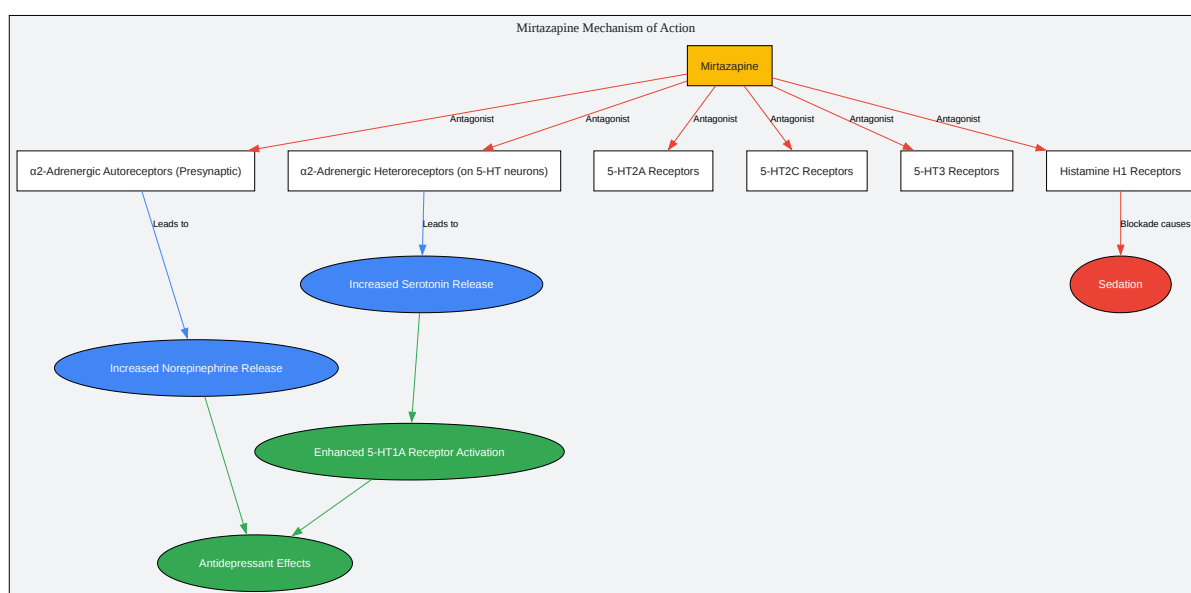 Mirtazapine Mechanism of Action
Mirtazapine
Antagonist
Antagonist
Antagonist
Antagonist
Antagonist
Antagonist
α2-Adrenergic Autoreceptors (Presynaptic)
α2-Adrenergic Heteroreceptors (on 5-HT neurons)
5-HT2A Receptors
5-HT2C Receptors
5-HT3 Receptors
Histamine H1 Receptors
Leads to
Leads to
Blockade causes
Increased Serotonin Release
Sedation
Increased Norepinephrine Release
Enhanced 5-HT1A Receptor Activation
Antidepressant Effects